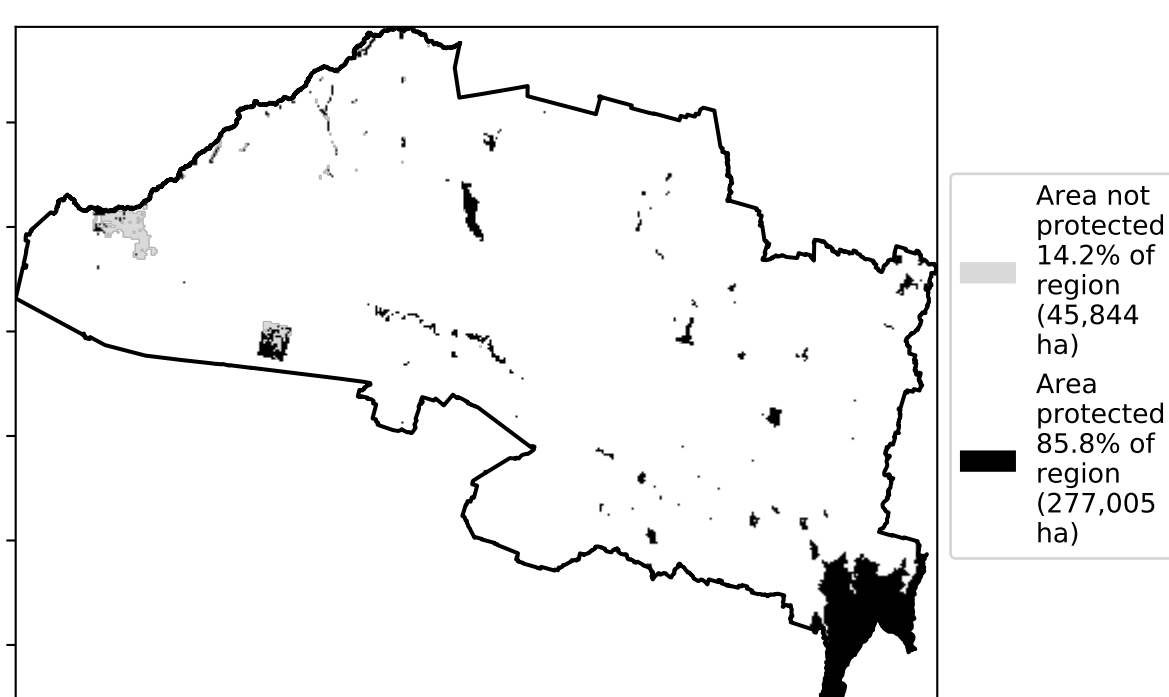 Area not
protected
14.2% of
region
(45,844
ha)
Area
protected
85.8% of
region
(277,005
ha)